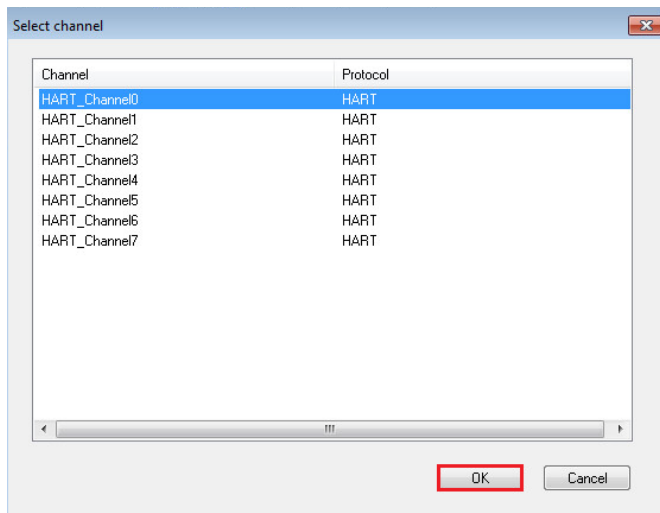 Select channel
Channel Protocol
HART_Channel0 HART
HART_Channel1 HART
HART_Channel2 HART
HART_Channel3 HART
HART_Channel4 HART
HART_Channel5 HART
HART_Channel6 HART
HART_Channel7 HART
OK Cancel